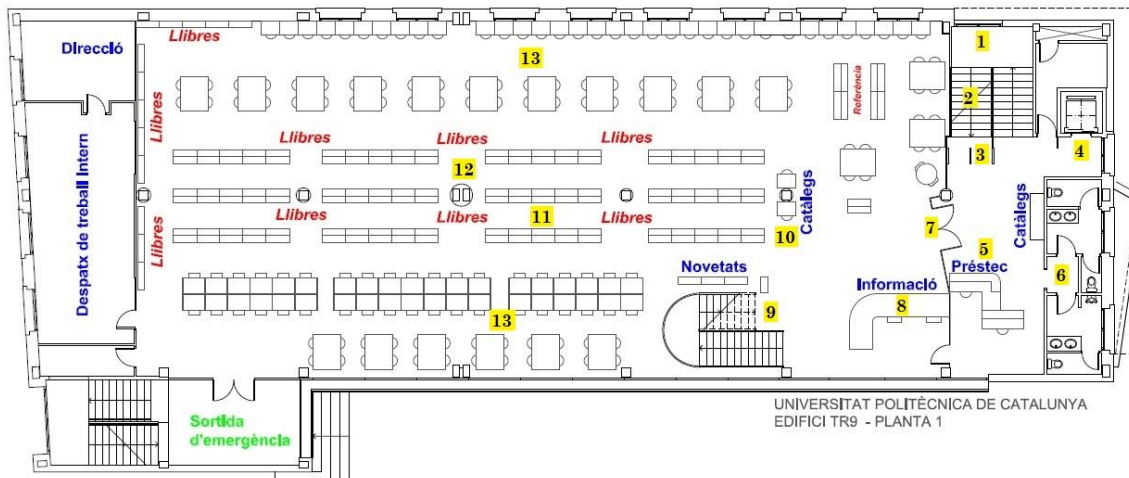 Llibres
1
Direcció
13
2
Referència
Llibres
Llibres
Llibres
Llibres
3
4
12
Despatx de treball Intern
Llibres
Llibres
Llibres
Llibres
11
Catàlegs
10
7
Catàlegs
5
Novetats
Préstec
6
Informació
8
9
13
UNIVERSITAT POLITÈCNICA DE CATALUNYA
EDIFICI TR9 - PLANTA 1
Sortida
d'emergència